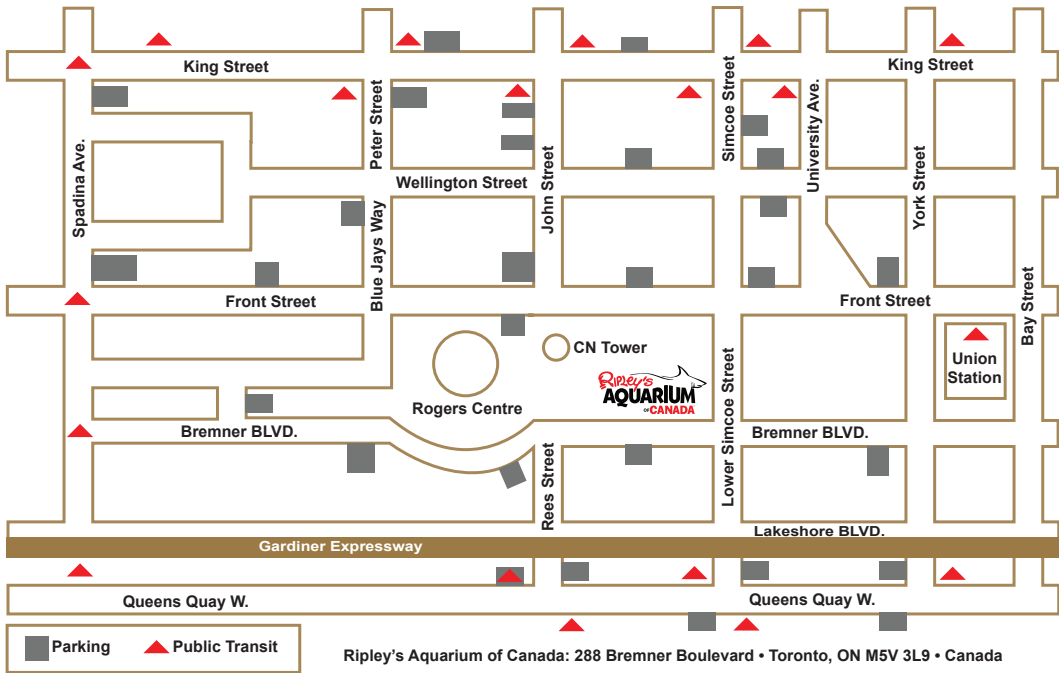 King Street
King Street
Spadina Ave.
Peter Street
John Street
Simcoe Street
University Ave.
York Street
Wellington Street
Blue Jays Way
Front Street
Front Street
Bay Street
CN Tower
Ripley's
AQUARIUM
OF CANADA
Rogers Centre
Union
Station
Lower Simcoe Street
Bremner BLVD.
Bremner BLVD.
Rees Street
Lakeshore BLVD.
Gardiner Expressway
Queens Quay W.
Queens Quay W.
Parking
Public Transit
Ripley's Aquarium of Canada: 288 Bremner Boulevard • Toronto, ON M5V 3L9 • Canada